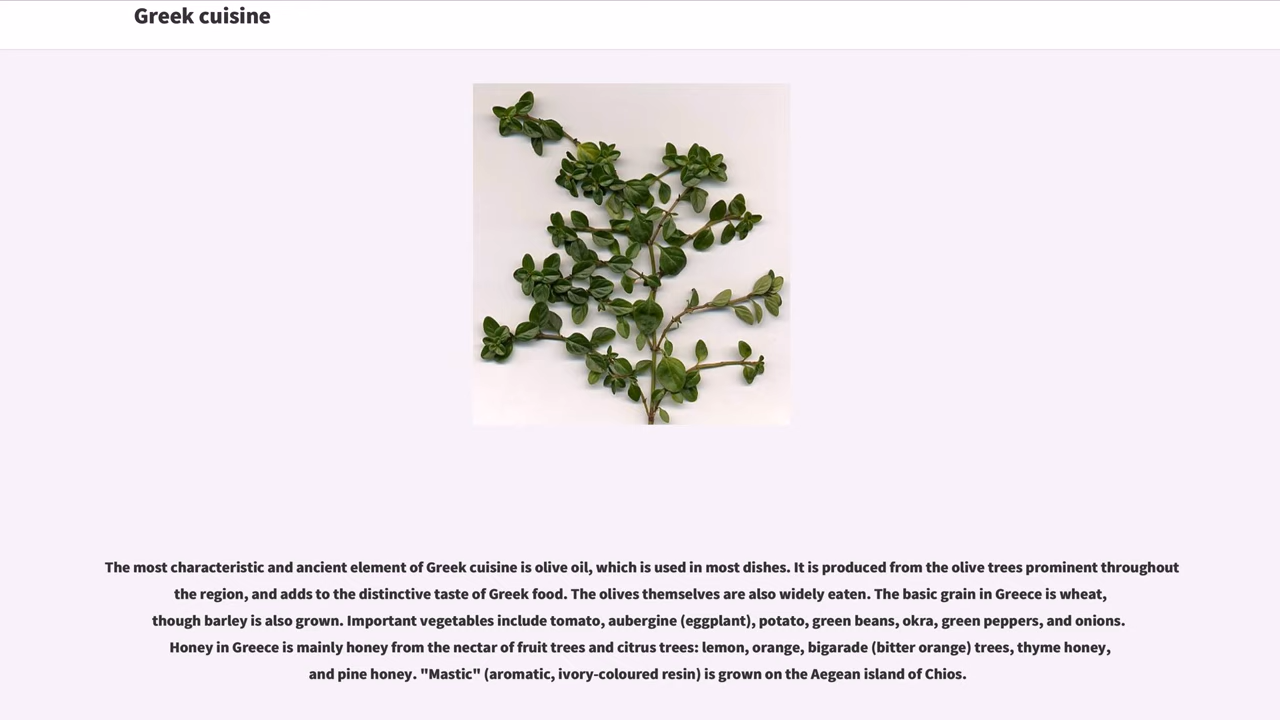 Greek cuisine
The most characteristic and ancient element of Greek cuisine is olive oil, which is used in most dishes. It is produced from the olive trees prominent throughout
the region, and adds to the distinctive taste of Greek food. The olives themselves are also widely eaten. The basic grain in Greece is wheat,
though barley is also grown. Important vegetables include tomato, aubergine (eggplant), potato, green beans, okra, green peppers, and onions.
Honey in Greece is mainly honey from the nectar of fruit trees and citrus trees: lemon, orange, bigarade (bitter orange) trees, thyme honey,
and pine honey. "Mastic" (aromatic, ivory-coloured resin) is grown on the Aegean island of Chios.